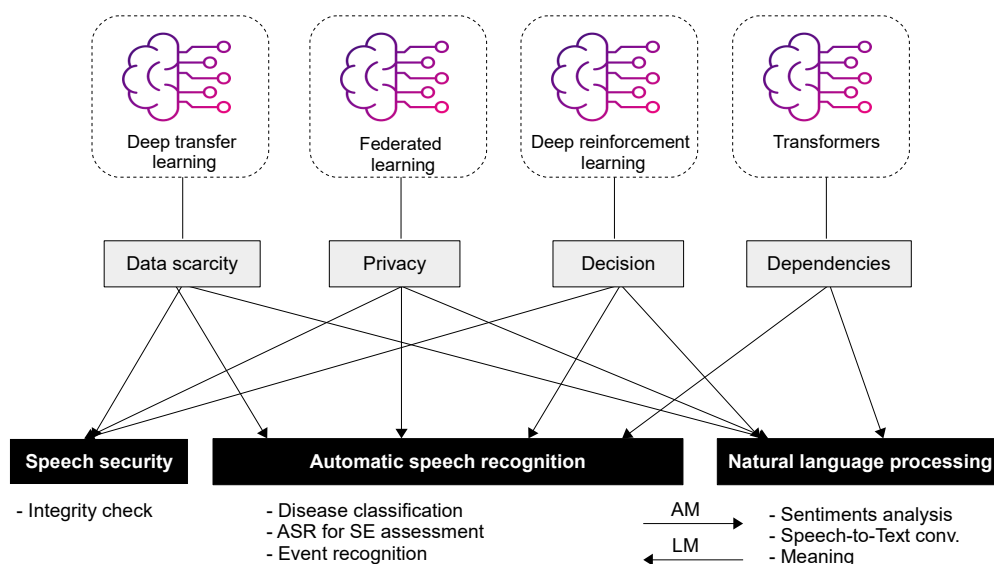 Deep transfer
learning
Federated
learning
Deep reinforcement
learning
Transformers
Data scarcity
Privacy
Decision
Dependencies
Speech security
Automatic speech recognition
Natural language processing
- Integrity check
- Disease classification
- ASR for SE assessment
- Event recognition
AM
LM
- Sentiments analysis
- Speech-to-Text conv.
- Meaning